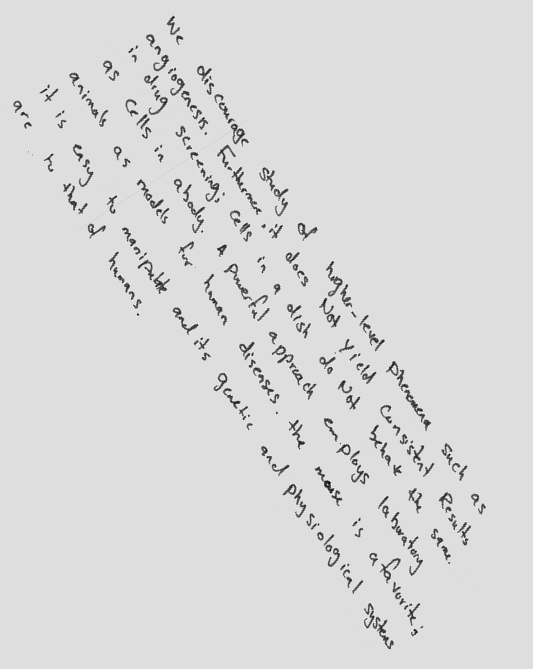 We discourage study of higher-level phenomena such as
angiogenesis. Furthermore, it does Not yield consistent Results
in drug screening; cells in a dish do Not behave the same.
as cells in abody. A powerful approach employs laboratory
animals as models for human diseases. the mouse is a favorite;
it is easy to manipulate and its genetic and physiological systems
are to that of humans.